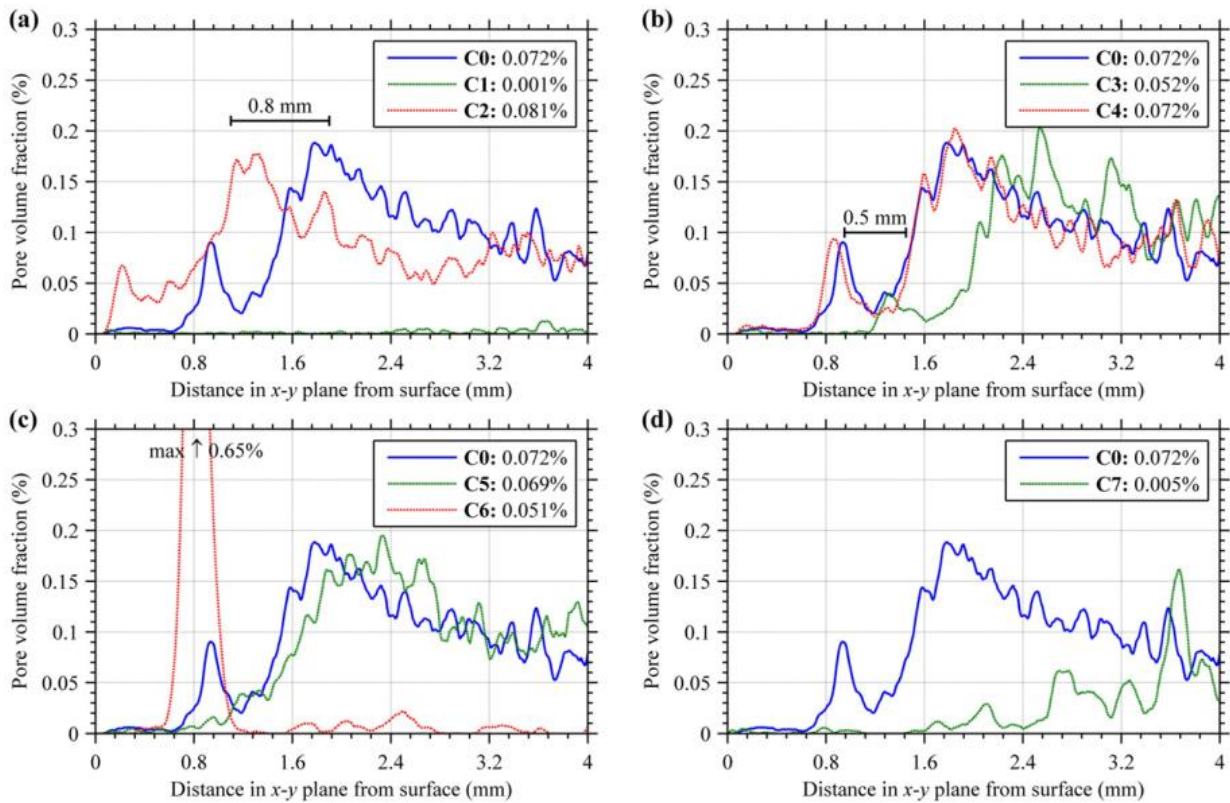 (a)
Pore volume fraction (%)
0.3
0.25
0.2
0.15
0.1
0.05
0
C0: 0.072%
C1: 0.001%
C2: 0.081%
0.8 mm
0 0.8 1.6 2.4 3.2 4
Distance in x-y plane from surface (mm)
(b)
Pore volume fraction (%)
0.3
0.25
0.2
0.15
0.1
0.05
0
C0: 0.072%
C3: 0.052%
C4: 0.072%
0.5 mm
0 0.8 1.6 2.4 3.2 4
Distance in x-y plane from surface (mm)
(c)
Pore volume fraction (%)
0.3
0.25
0.2
0.15
0.1
0.05
0
max ↑ 0.65%
C0: 0.072%
C5: 0.069%
C6: 0.051%
0 0.8 1.6 2.4 3.2 4
Distance in x-y plane from surface (mm)
(d)
Pore volume fraction (%)
0.3
0.25
0.2
0.15
0.1
0.05
0
C0: 0.072%
C7: 0.005%
0 0.8 1.6 2.4 3.2 4
Distance in x-y plane from surface (mm)